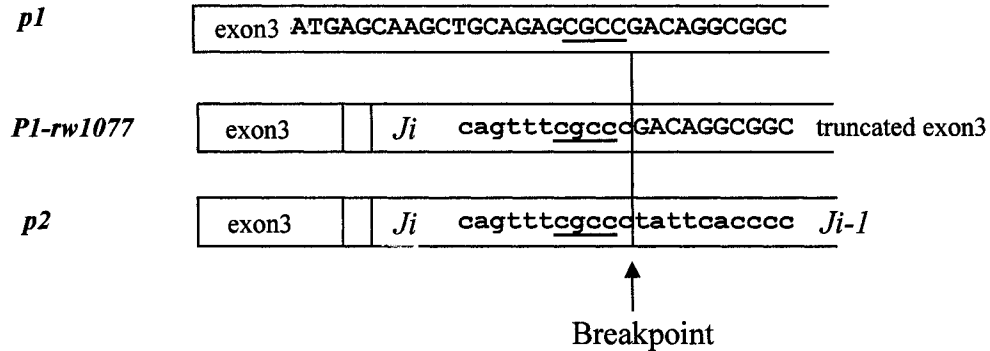 p1 exon3 ATGAGCAAGCTGCAGAGCGCCGACAGGCGGC
P1-rw1077 exon3 Ji cagtttcgcccGACAGGCGGC truncated exon3
p2 exon3 Ji cagtttcgccctattcacccc Ji-1
Breakpoint